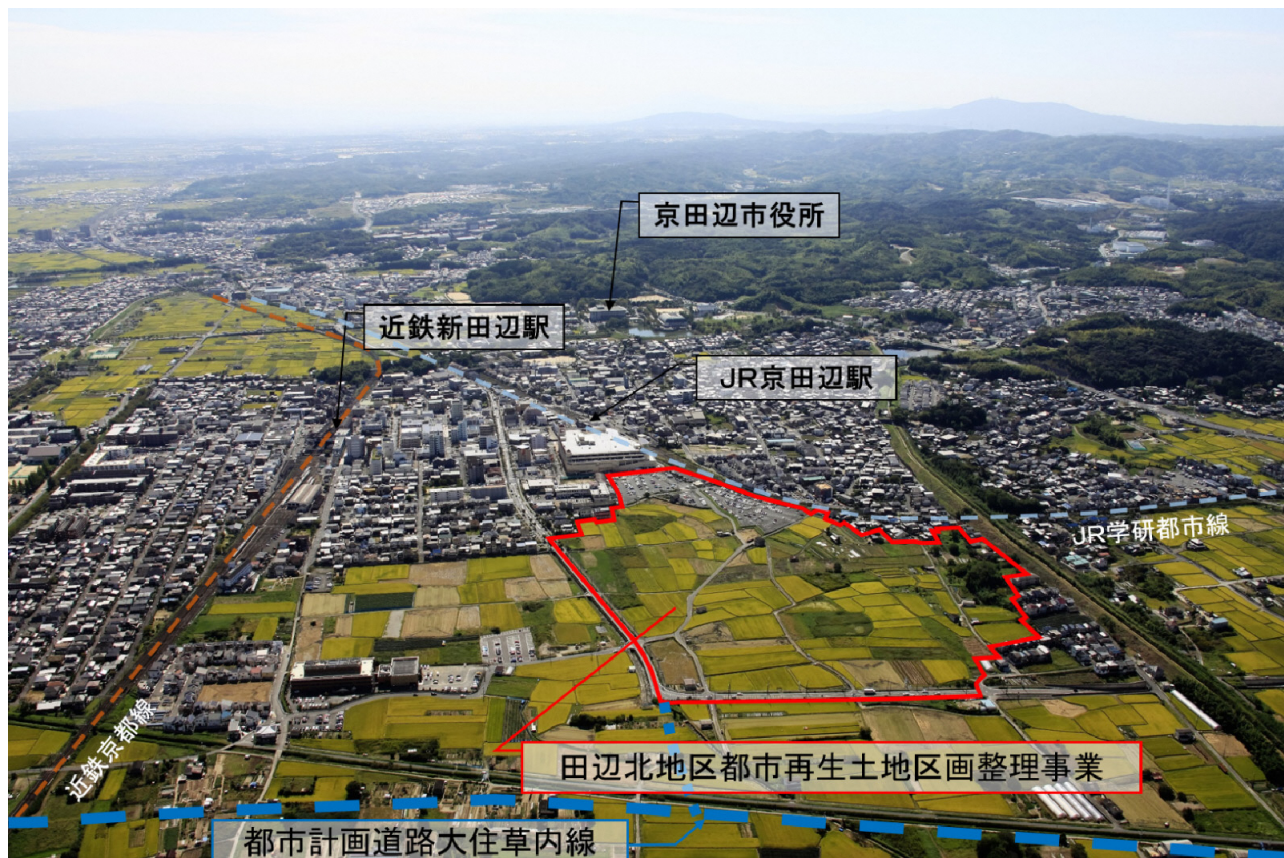 京田辺市役所
近鉄新田辺駅
JR京田辺駅
JR学研都市線
近鉄京都線
田辺北地区都市再生土地区画整理事業
都市計画道路大住草内線